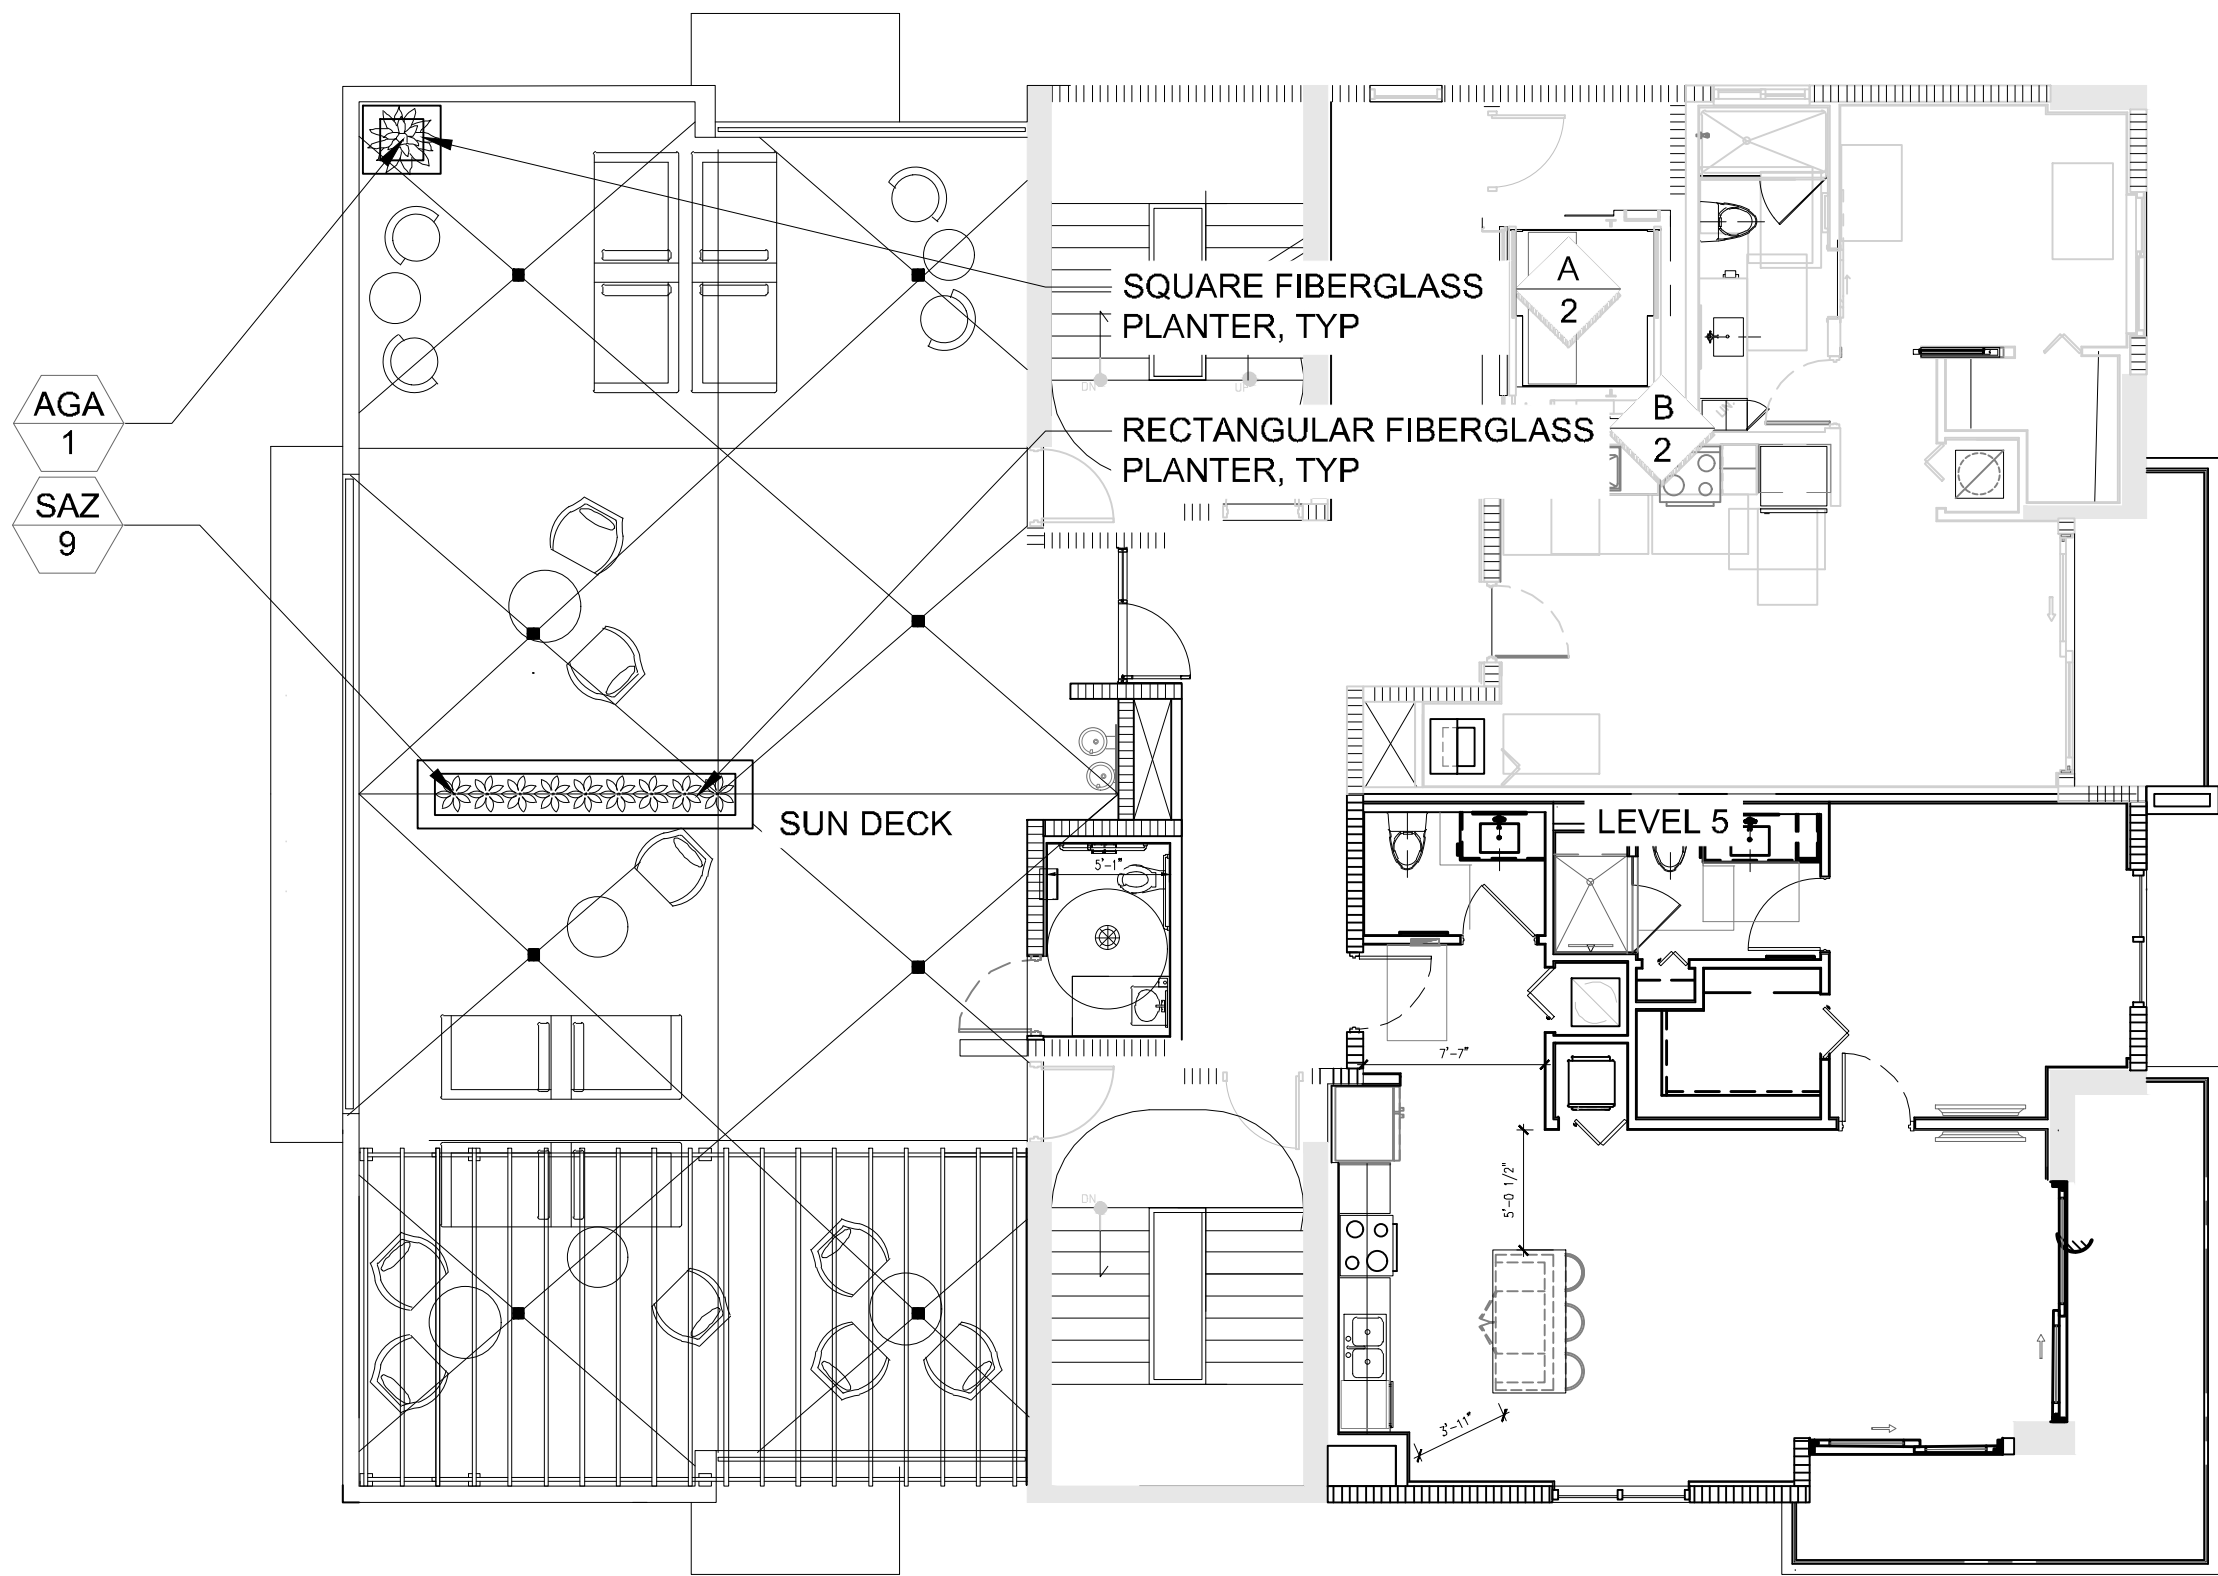 SQUARE FIBERGLASS
PLANTER, TYP
A
2
DN
UP
AGA
1
B
2
RECTANGULAR FIBERGLASS
PLANTER, TYP
SAZ
9
SUN DECK
LEVEL 5
5'-1"
7'-7"
5'-0 1/2"
DN
3'-11"